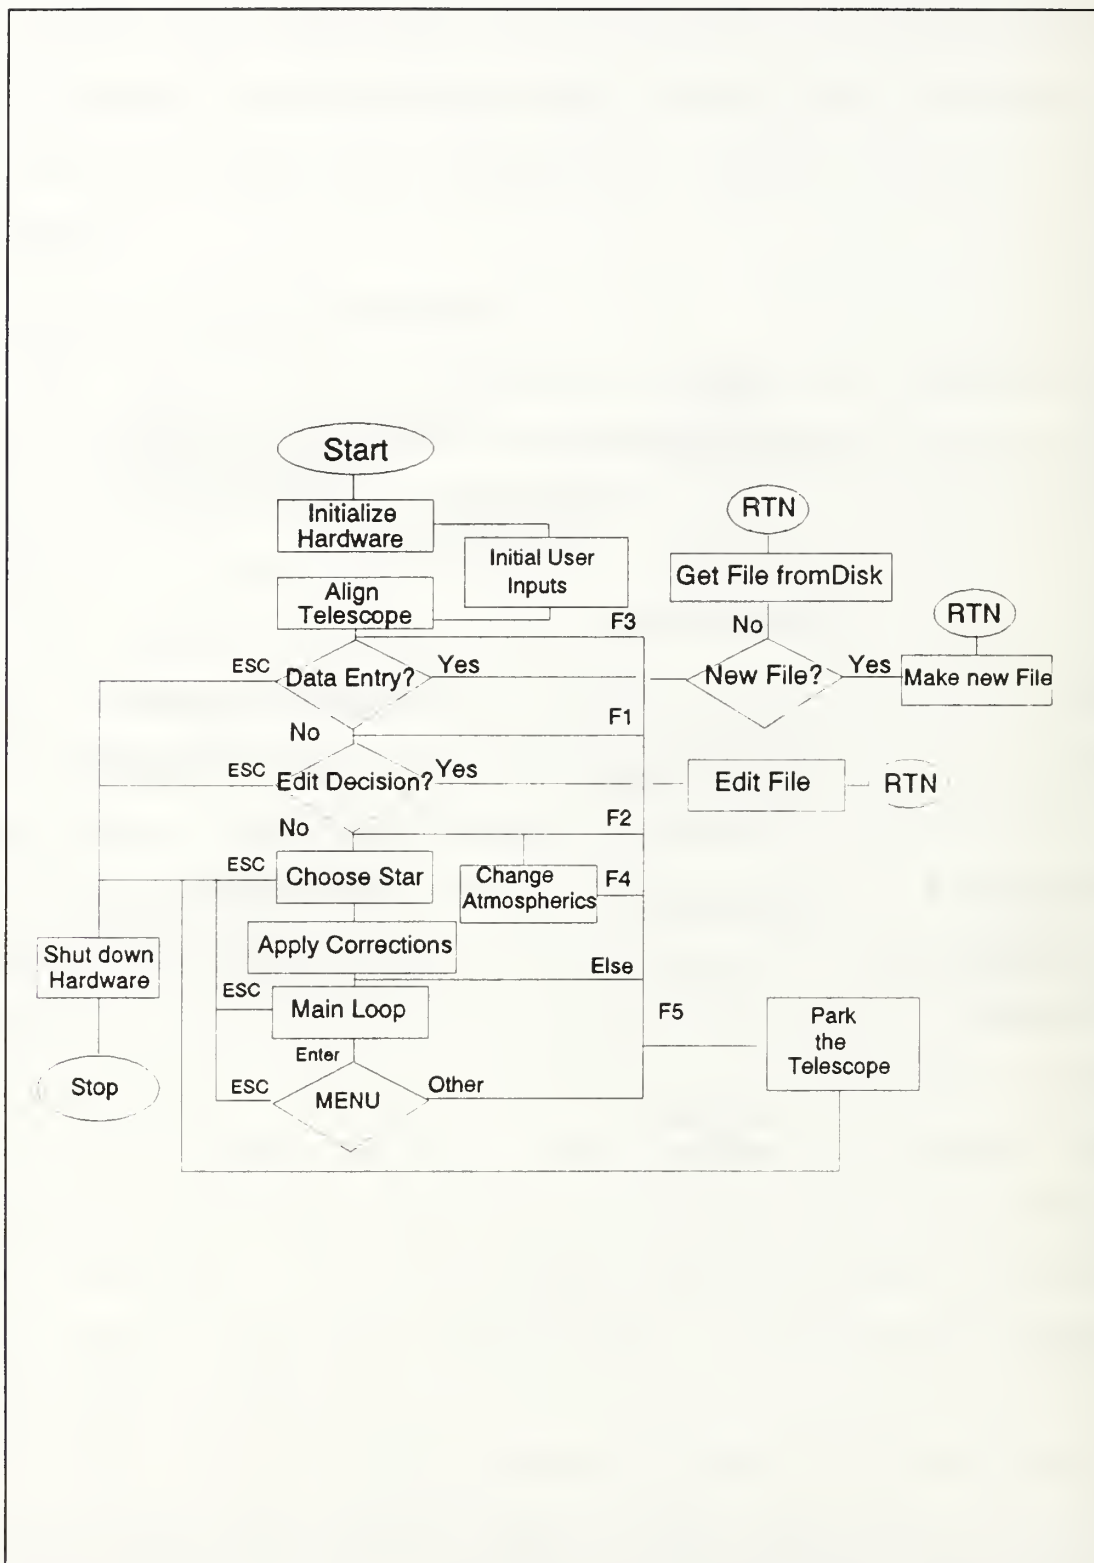 Start
Initialize
Hardware
Initial User
Inputs
Align
Telescope
RTN
Get File fromDisk
No
New File?
Yes
RTN
Make new File
F3
ESC
Data Entry?
Yes
No
F1
ESC
Edit Decision?
Yes
Edit File
RTN
No
F2
ESC
Choose Star
Change
Atmospherics
F4
Apply Corrections
Else
Shut down
Hardware
ESC
Main Loop
F5
Park
the
Telescope
Enter
Stop
ESC
MENU
Other